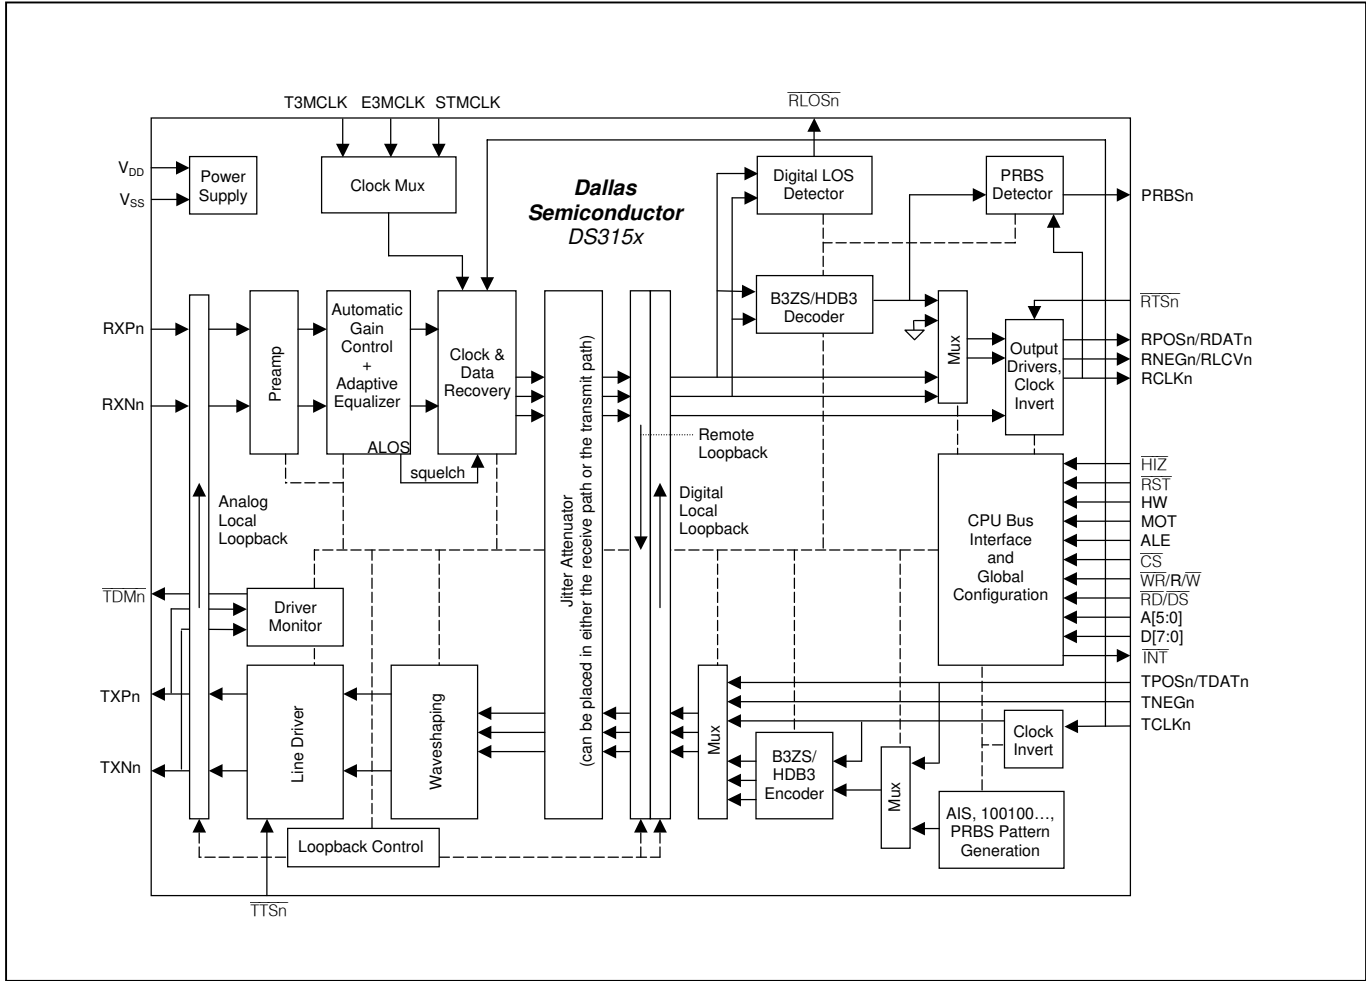 T3MCLK E3MCLK STMCLK
RLOSn
VDD
VSS
Power
Supply
Clock Mux
Dallas
Semiconductor
DS315x
Digital LOS
Detector
PRBS
Detector
PRBSn
RXPn
RXNn
Preamp
Automatic
Gain
Control
+
Adaptive
Equalizer
ALOS
squelch
Clock &
Data
Recovery
Jitter Attenuator
(can be placed in either the receive path or the transmit path)
B3ZS/HDB3
Decoder
Mux
Output
Drivers,
Clock
Invert
RTSn
RPOSn/RDATn
RNEGn/RLCVn
RCLKn
Remote
Loopback
Analog
Local
Loopback
Digital
Local
Loopback
CPU Bus
Interface
and
Global
Configuration
HIZ
RST
HW
MOT
ALE
CS
WR/R/W
RD/DS
A[5:0]
D[7:0]
INT
TDMn
Driver
Monitor
TXPn
TXNn
Line Driver
Waveshaping
Mux
B3ZS/
HDB3
Encoder
Mux
Clock
Invert
TPOSn/TDATn
TNEGn
TCLKn
AIS, 100100…,
PRBS Pattern
Generation
Loopback Control
TTSn